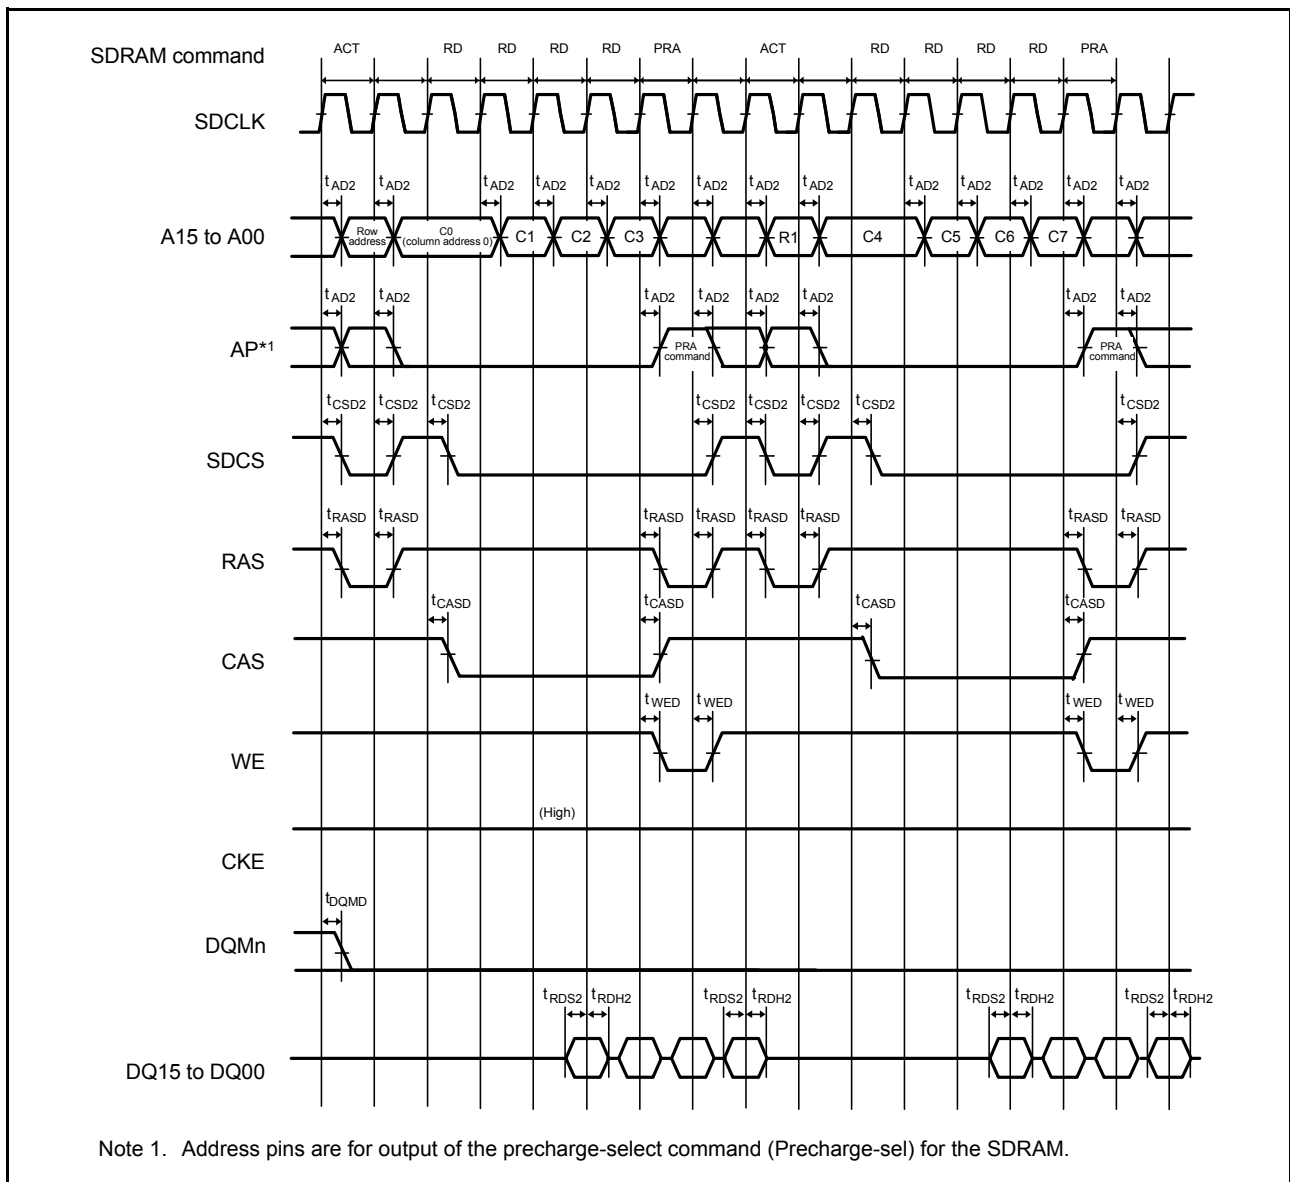 ACT RD RD RD RD PRA ACT RD RD RD RD PRA
SDRAM command
SDCLK
tAD2 tAD2 tAD2 tAD2 tAD2 tAD2 tAD2 tAD2 tAD2 tAD2 tAD2 tAD2 tAD2 tAD2
A15 to A00
Row address C0 (column address 0) C1 C2 C3 R1 C4 C5 C6 C7
tAD2 tAD2 tAD2 tAD2 tAD2 tAD2 tAD2 tAD2
AP*1
PRA command PRA command
tCSD2 tCSD2 tCSD2 tCSD2 tCSD2 tCSD2 tCSD2 tCSD2
SDCS
tRASD tRASD tRASD tRASD tRASD tRASD tRASD tRASD
RAS
tCASD tCASD tCASD tCASD
CAS
tWED tWED tWED tWED
WE
(High)
CKE
tDQMD
DQMn
tRDS2 tRDH2 tRDS2 tRDH2 tRDS2 tRDH2 tRDS2 tRDH2
DQ15 to DQ00
Note 1. Address pins are for output of the precharge-select command (Precharge-sel) for the SDRAM.